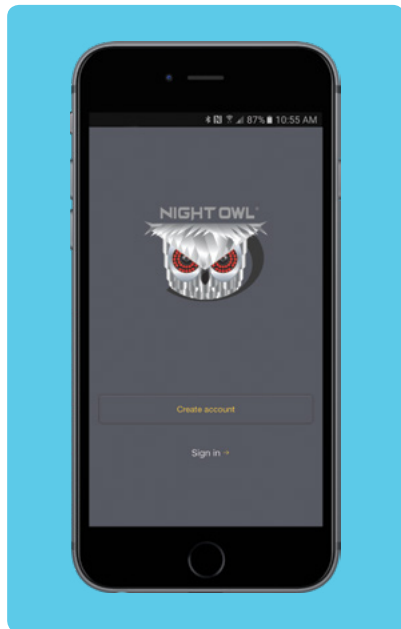 87% 10:55 AM
NIGHT OWL®
Create account
Sign in →